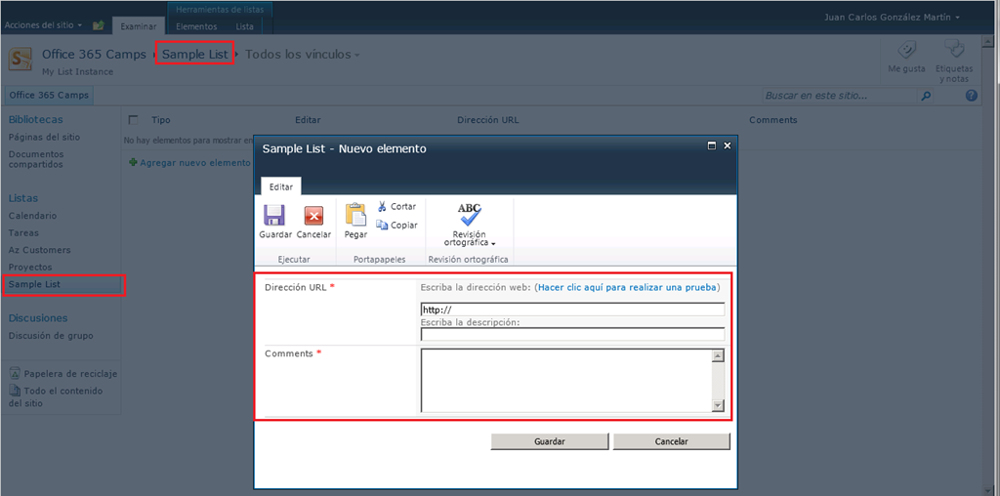 Herramientas de listas
Acciones del sitio
Examinar
Elementos
Lista
Juan Carlos González Martín
Office 365 Camps
Sample List
Todos los vínculos
My List Instance
Me gusta
Etiquetas
y notas
Office 365 Camps
Buscar en este sitio...
Bibliotecas
Páginas del sitio
Documentos
compartidos
Listas
Calendario
Tareas
Az Customers
Proyectos
Sample List
Discusiones
Discusión de grupo
Papelera de reciclaje
Todo el contenido
del sitio
Tipo
Editar
Dirección URL
Comments
No hay elementos para mostrar en
Agregar nuevo elemento
Sample List - Nuevo elemento
Editar
Guardar
Cancelar
Pegar
Cortar
Copiar
ABC
Revisión
ortográfica
Ejecutar
Portapapeles
Revisión ortográfica
Dirección URL *
Escriba la dirección web: (Hacer clic aquí para realizar una prueba)
http://
Escriba la descripción:
Comments *
Guardar
Cancelar